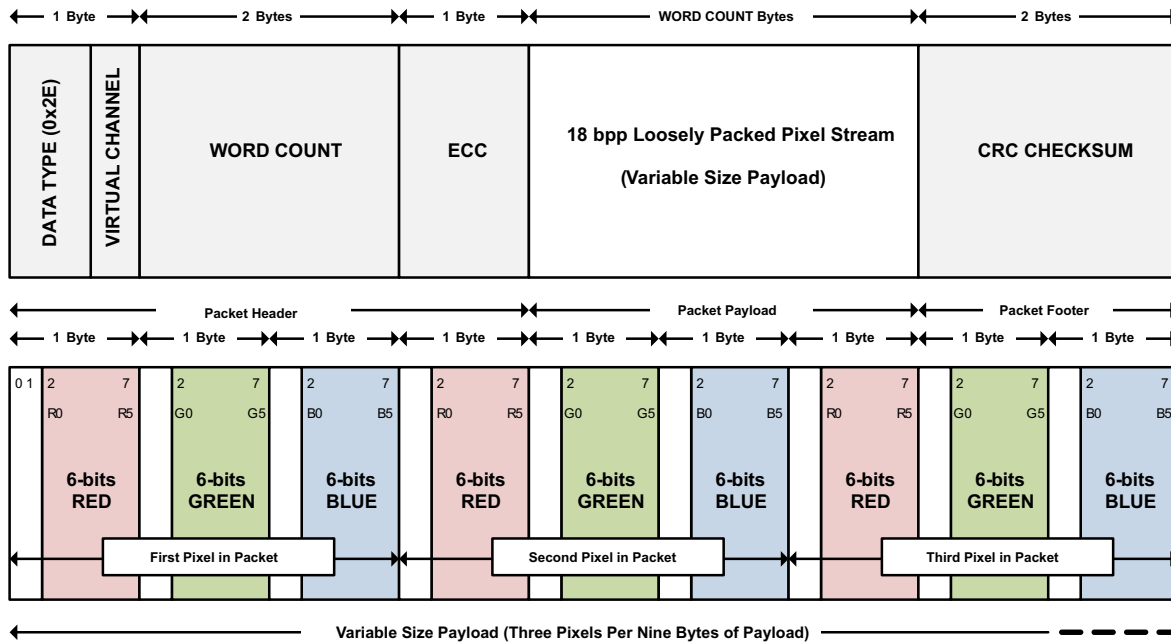 1 Byte 2 Bytes 1 Byte WORD COUNT Bytes 2 Bytes
DATA TYPE (0x2E)
VIRTUAL CHANNEL
WORD COUNT
ECC
18 bpp Loosely Packed Pixel Stream
(Variable Size Payload)
CRC CHECKSUM
Packet Header Packet Payload Packet Footer
1 Byte 1 Byte 1 Byte 1 Byte 1 Byte 1 Byte 1 Byte 1 Byte 1 Byte
0 1 2 7 2 7 2 7 2 7 2 7 2 7 2 7 2 7 2 7
R0 R5 G0 G5 B0 B5 R0 R5 G0 G5 B0 B5 R0 R5 G0 G5 B0 B5
6-bits 6-bits 6-bits 6-bits 6-bits 6-bits 6-bits 6-bits 6-bits
RED GREEN BLUE RED GREEN BLUE RED GREEN BLUE
First Pixel in Packet Second Pixel in Packet Third Pixel in Packet
Variable Size Payload (Three Pixels Per Nine Bytes of Payload)